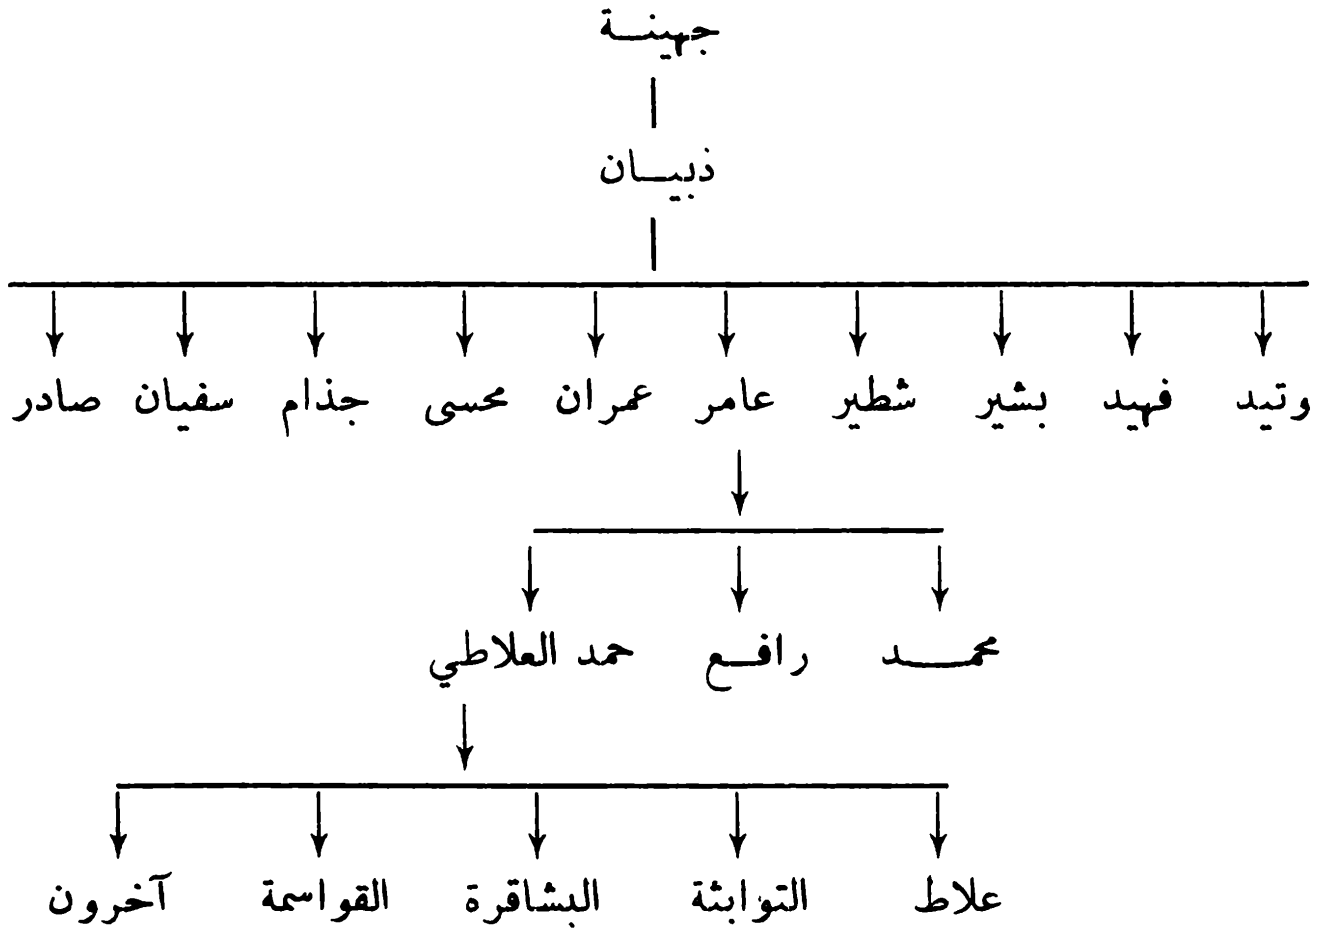 جهينة
ذبيان
وتيد فهيد بشير شطير عامر عمران محسى جذام سفيان صادر
محمد رافع حمد العلاطي
علاط التوابثة البشاقرة القواسمة آخرون